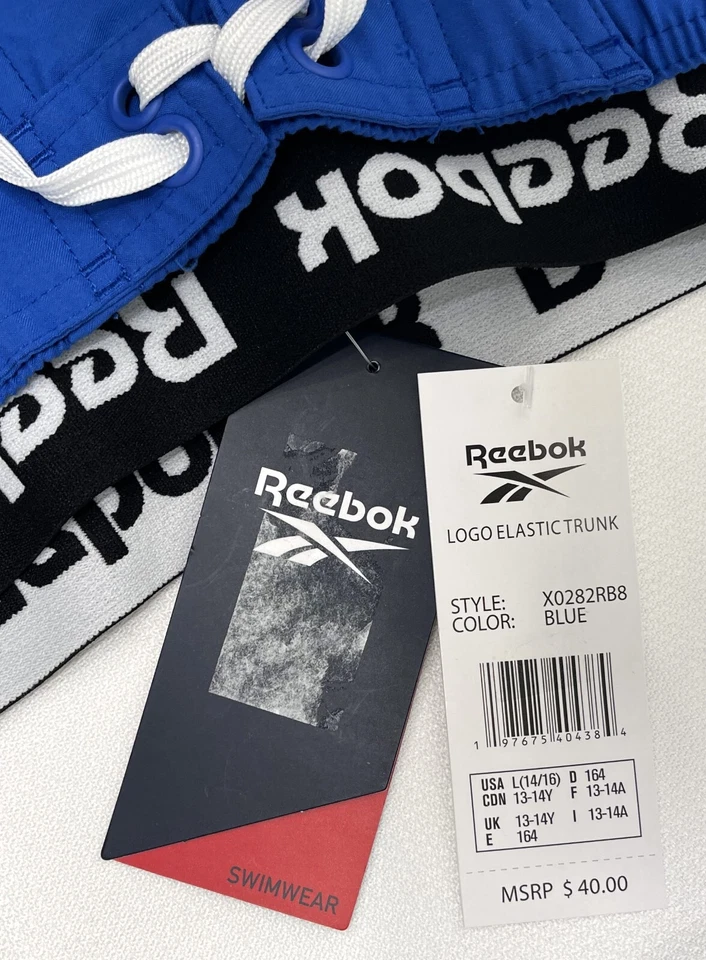 Reebok
Ree
Reebok
Reebok
SWIMWEAR
Reebok
LOGO ELASTIC TRUNK
STYLE: X0282RB8
COLOR: BLUE
1 97675 40438 4
USA L(14/16) D 164
CDN 13-14Y F 13-14A
UK 13-14Y I 13-14A
E 164
MSRP $ 40.00